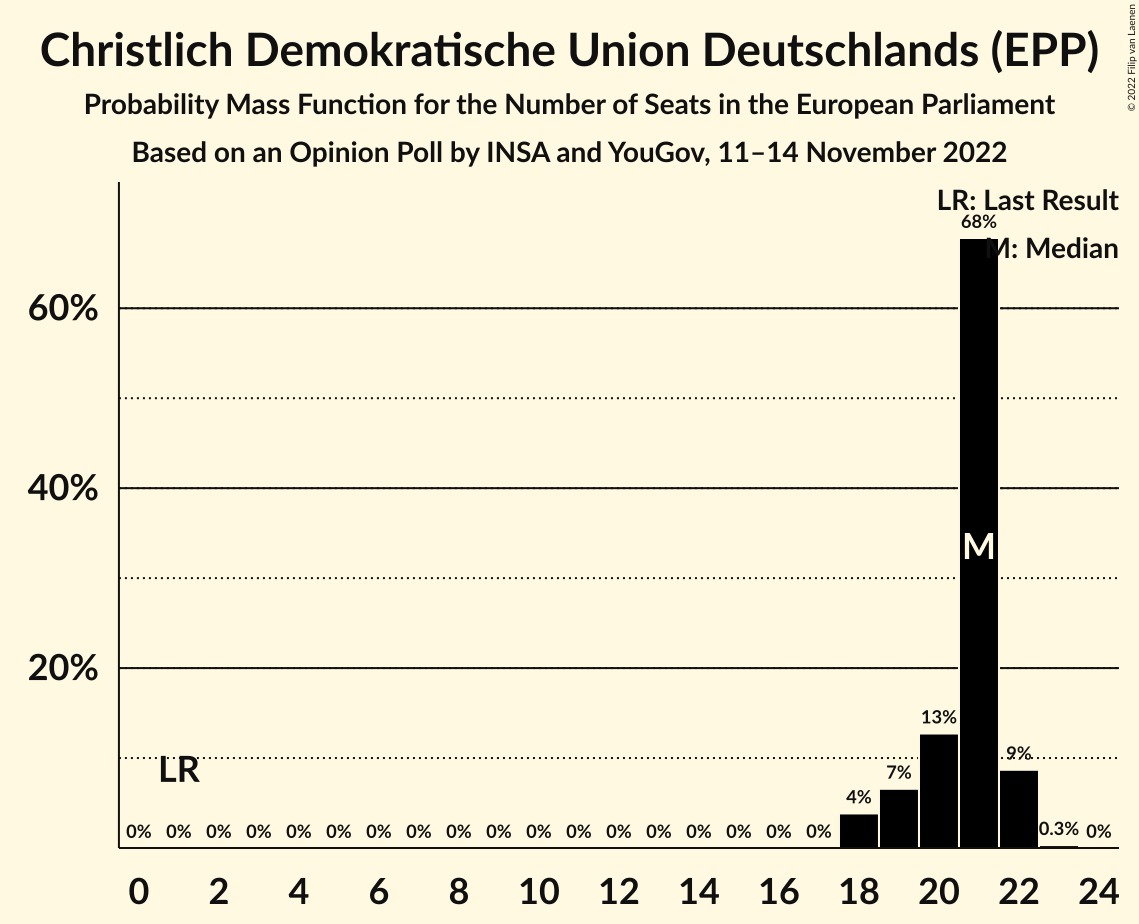 Christlich Demokratische Union Deutschlands (EPP)
Probability Mass Function for the Number of Seats in the European Parliament
Based on an Opinion Poll by INSA and YouGov, 11–14 November 2022
© 2022 Filip van Laenen
LR: Last Result
68%
M: Median
60%
40%
M
20%
13%
9%
LR
7%
4%
0% 0% 0% 0% 0% 0% 0% 0% 0% 0% 0% 0% 0% 0% 0% 0% 0% 0% 0.3% 0%
0 2 4 6 8 10 12 14 16 18 20 22 24